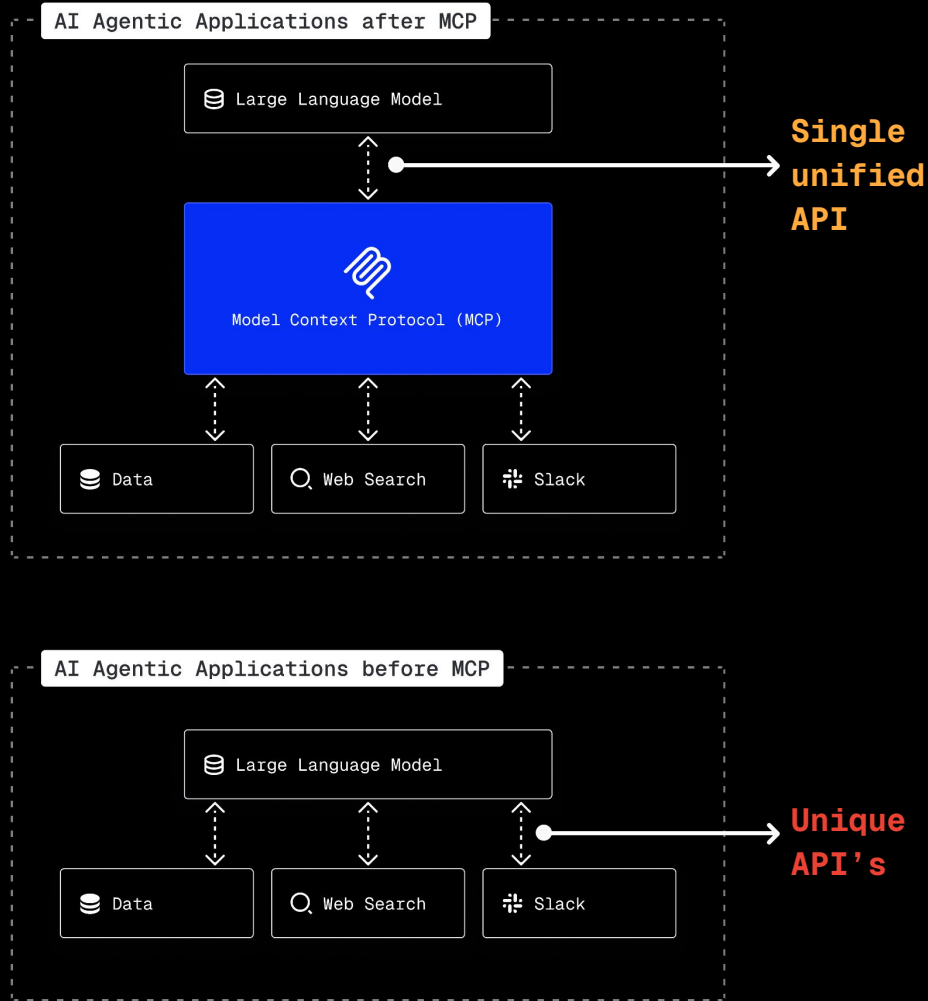 AI Agentic Applications after MCP
Large Language Model
Single
unified
API
Model Context Protocol (MCP)
Data
Web Search
Slack
AI Agentic Applications before MCP
Large Language Model
Unique
API’s
Data
Web Search
Slack